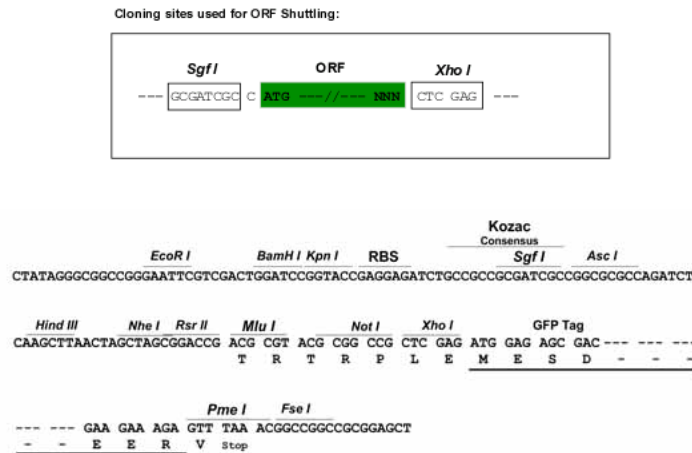 Cloning sites used for ORF Shuttling:
Sgf I ORF Xho I
--- GCGATCGC C ATG ---//--- NNN CTC GAG ---
Kozac
Consensus
EcoR I BamH I Kpn I RBS Sgf I Asc I
CTATAGGGCGGCCGGGAATTCGTCGACTGGATCCGGTACCGAGGAGATCTGCCGCCGCGATCGCCGGCGCGCCAGATCT
Hind III Nhe I Rsr II Mlu I Not I Xho I GFP Tag
CAAGCTTAACTAGCTAGCGGACCG ACG CGT ACG CGG CCG CTC GAG ATG GAG AGC GAC --- --- ---
T R T R P L E M E S D - - -
Pme I Fse I
--- --- GAA GAA AGA GTT TAA ACGGCCGGCCGCGGAGCT
- - E E R V Stop